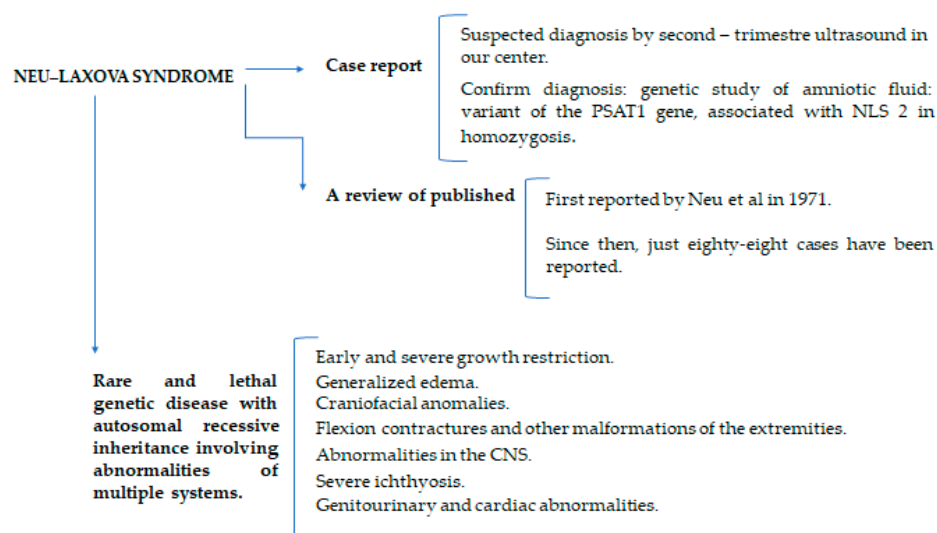 NEU–LAXOVA SYNDROME
Case report
Suspected diagnosis by second – trimestre ultrasound in
our center.
Confirm diagnosis: genetic study of amniotic fluid:
variant of the PSAT1 gene, associated with NLS 2 in
homozygosis.
A review of published
First reported by Neu et al in 1971.
Since then, just eighty-eight cases have been
reported.
Rare and lethal
genetic disease with
autosomal recessive
inheritance involving
abnormalities of
multiple systems.
Early and severe growth restriction.
Generalized edema.
Craniofacial anomalies.
Flexion contractures and other malformations of the extremities.
Abnormalities in the CNS.
Severe ichthyosis.
Genitourinary and cardiac abnormalities.